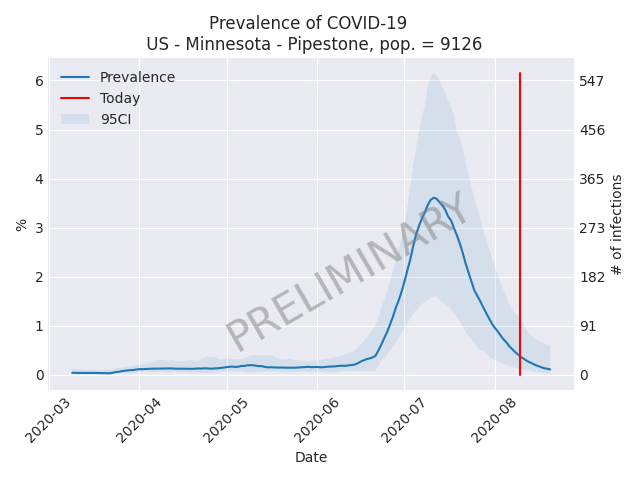 Prevalence of COVID-19
US - Minnesota - Pipestone, pop. = 9126
Prevalence
Today
95CI
PRELIMINARY
%
6
5
4
3
2
1
0
547
456
365
273
182
91
0
# of infections
2020-03
2020-04
2020-05
2020-06
2020-07
2020-08
Date